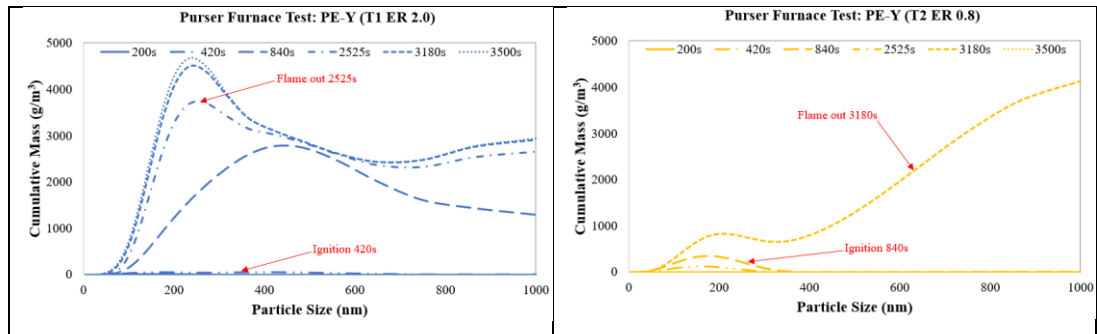 Purser Furnace Test: PE-Y (T1 ER 2.0)
200s 420s 840s 2525s 3180s 3500s
5000
4000
3000
2000
1000
0
Cumulative Mass (g/m³)
Flame out 2525s
Ignition 420s
0 200 400 600 800 1000
Particle Size (nm)
Purser Furnace Test: PE-Y (T2 ER 0.8)
200s 420s 840s 2525s 3180s 3500s
5000
4000
3000
2000
1000
0
Cumulative Mass (g/m³)
Flame out 3180s
Ignition 840s
0 200 400 600 800 1000
Particle Size (nm)